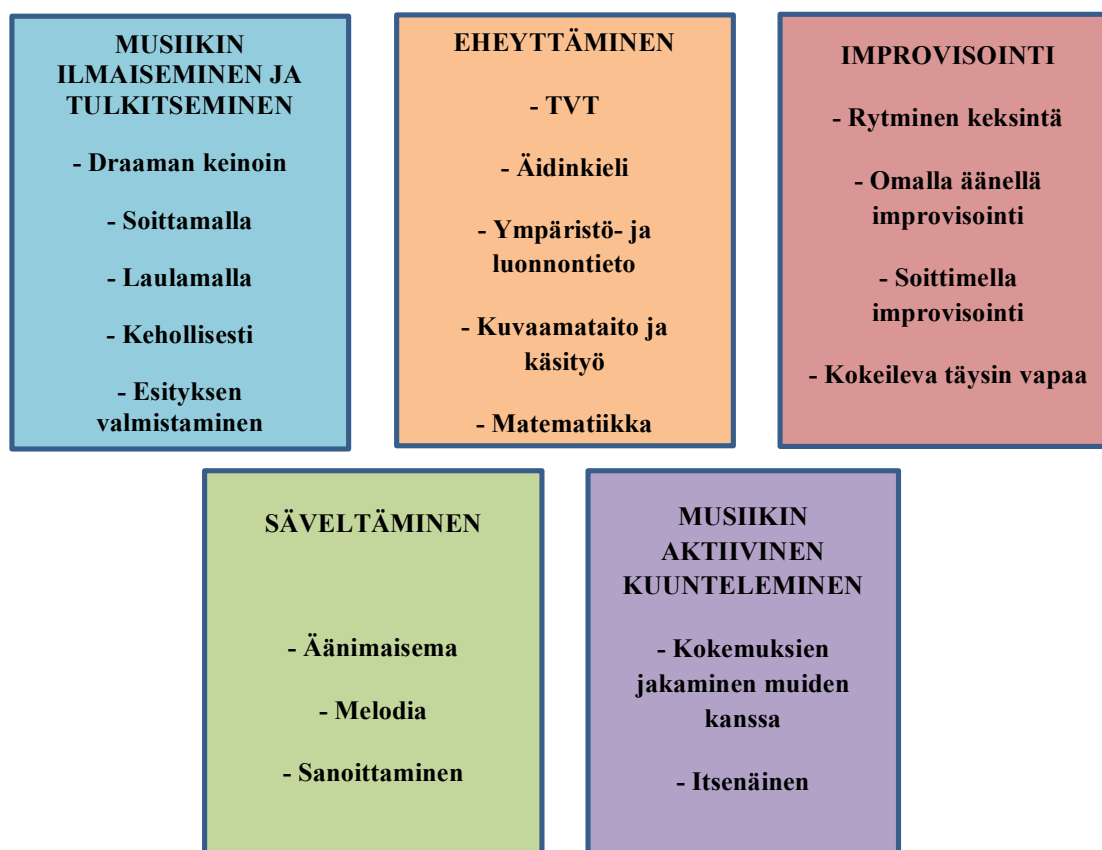 MUSIIKIN
ILMAISEMINEN JA
TULKITSEMINEN
- Draaman keinoin
- Soittamalla
- Laulamalla
- Kehollisesti
- Esityksen
valmistaminen
EHEYTTÄMINEN
- TVT
- Äidinkieli
- Ympäristö- ja
luonnontieto
- Kuvaamataito ja
käsityö
- Matematiikka
IMPROVISOINTI
- Rytminen keksintä
- Omalla äänellä
improvisointi
- Soittimella
improvisointi
- Kokeileva täysin vapaa
SÄVELTÄMINEN
- Äänimaisema
- Melodia
- Sanoittaminen
MUSIIKIN
AKTIIVINEN
KUUNTELEMINEN
- Kokemuksien
jakaminen muiden
kanssa
- Itsenäinen